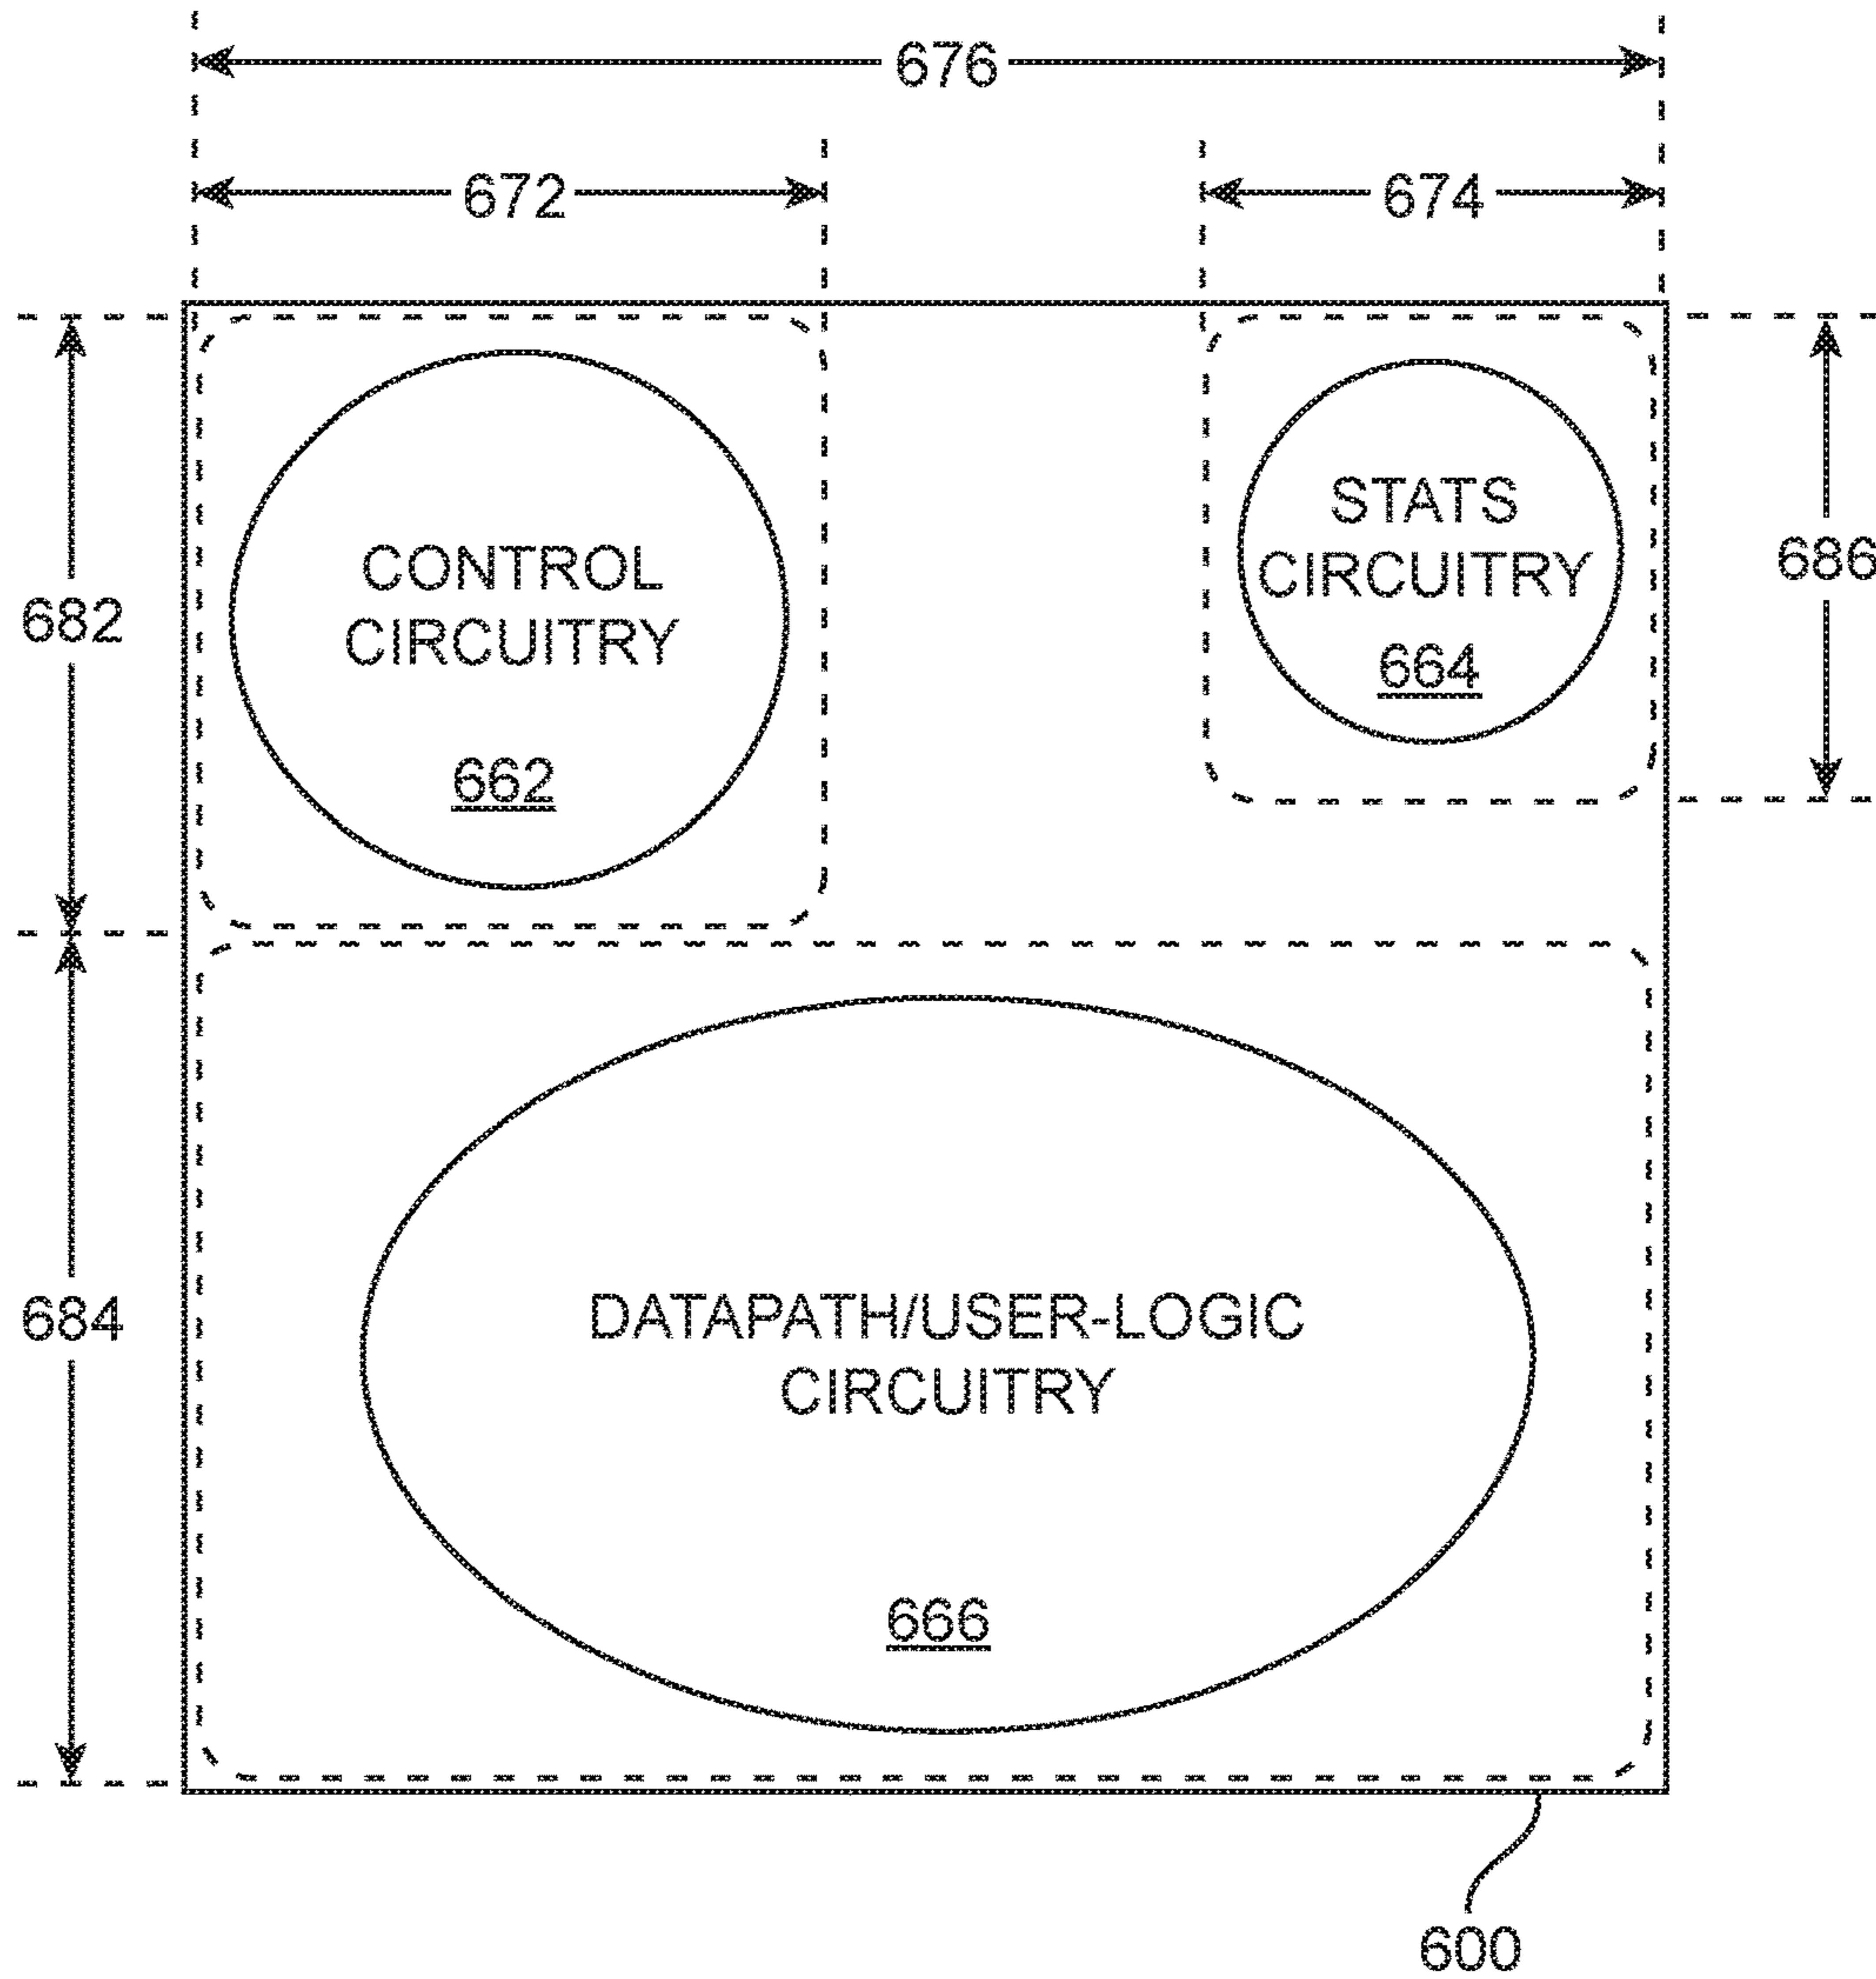 676
672
674
CONTROL
CIRCUITRY
662
STATS
CIRCUITRY
664
682
686
DATAPATH/USER-LOGIC
CIRCUITRY
666
684
600